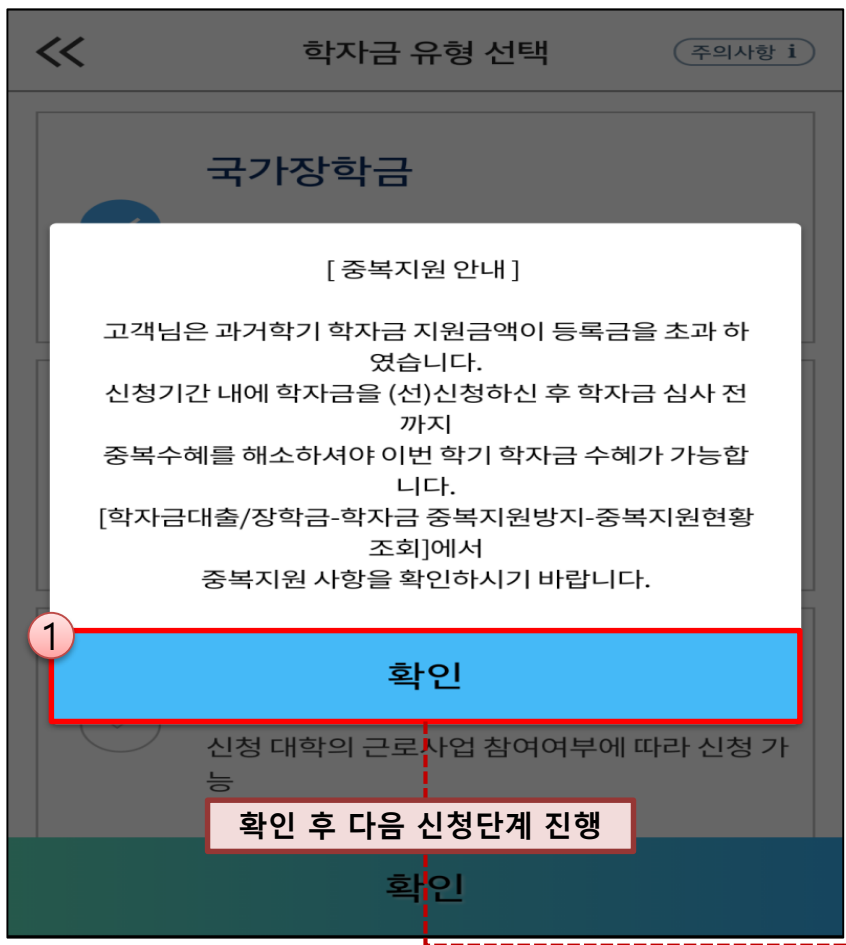 학자금 유형 선택
주의사항 i
국가장학금
[ 중복지원 안내 ]
고객님은 과거학기 학자금 지원금액이 등록금을 초과 하
였습니다.
신청기간 내에 학자금을 (선)신청하신 후 학자금 심사 전
까지
중복수혜를 해소하셔야 이번 학기 학자금 수혜가 가능합
니다.
[학자금대출/장학금-학자금 중복지원방지-중복지원현황
조회]에서
중복지원 사항을 확인하시기 바랍니다.
1
확인
신청 대학의 근로사업 참여여부에 따라 신청 가
능
확인 후 다음 신청단계 진행
확인